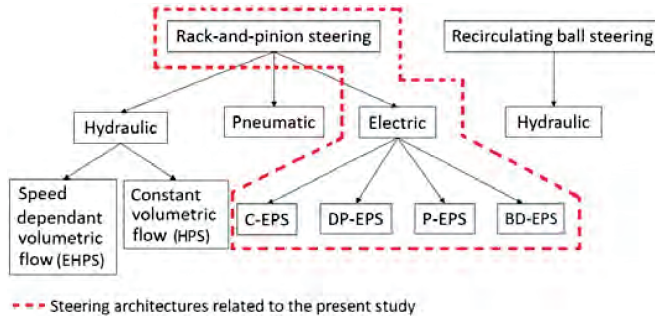 Rack-and-pinion steering
Recirculating ball steering
Hydraulic
Pneumatic
Electric
Hydraulic
Speed
dependant
volumetric
flow (EHPS)
Constant
volumetric
flow (HPS)
C-EPS
DP-EPS
P-EPS
BD-EPS
Steering architectures related to the present study